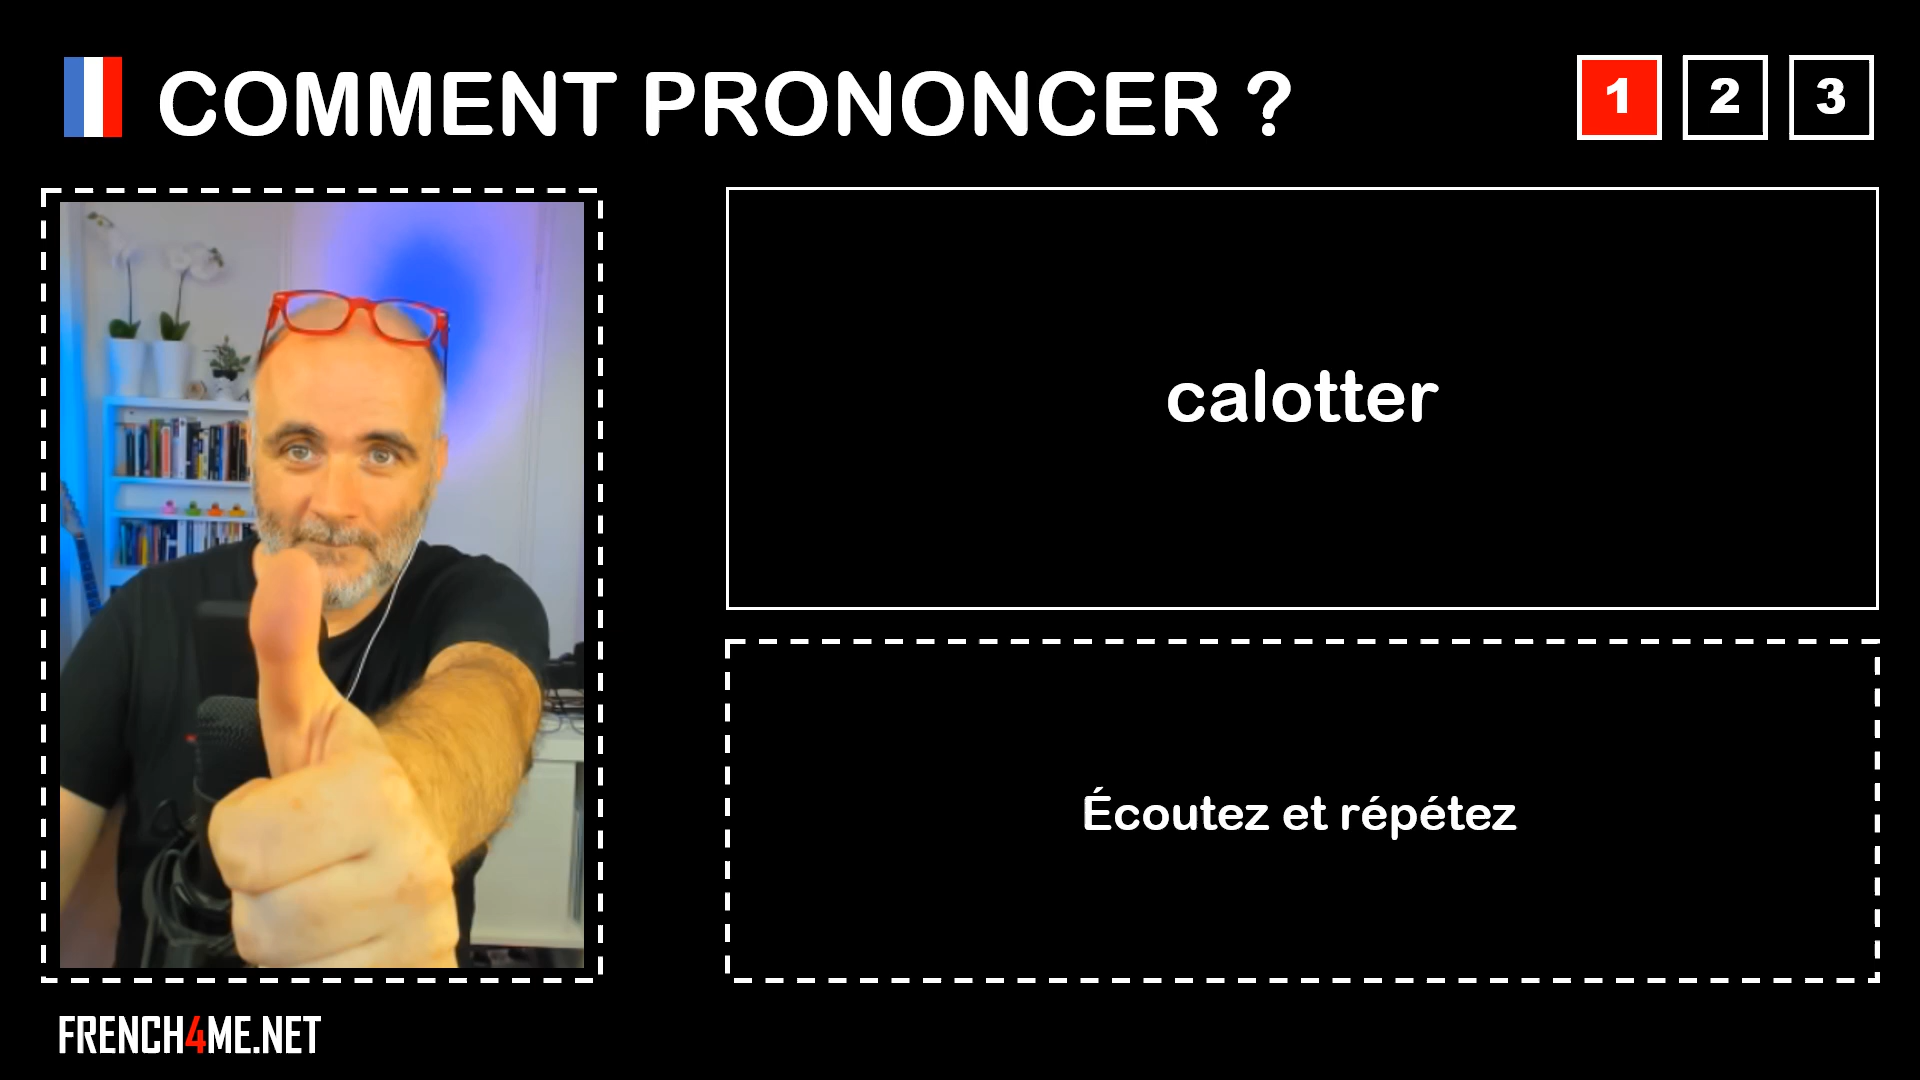 COMMENT PRONONCER ?
1 2 3
calotter
Écoutez et répétez
FRENCH4ME.NET